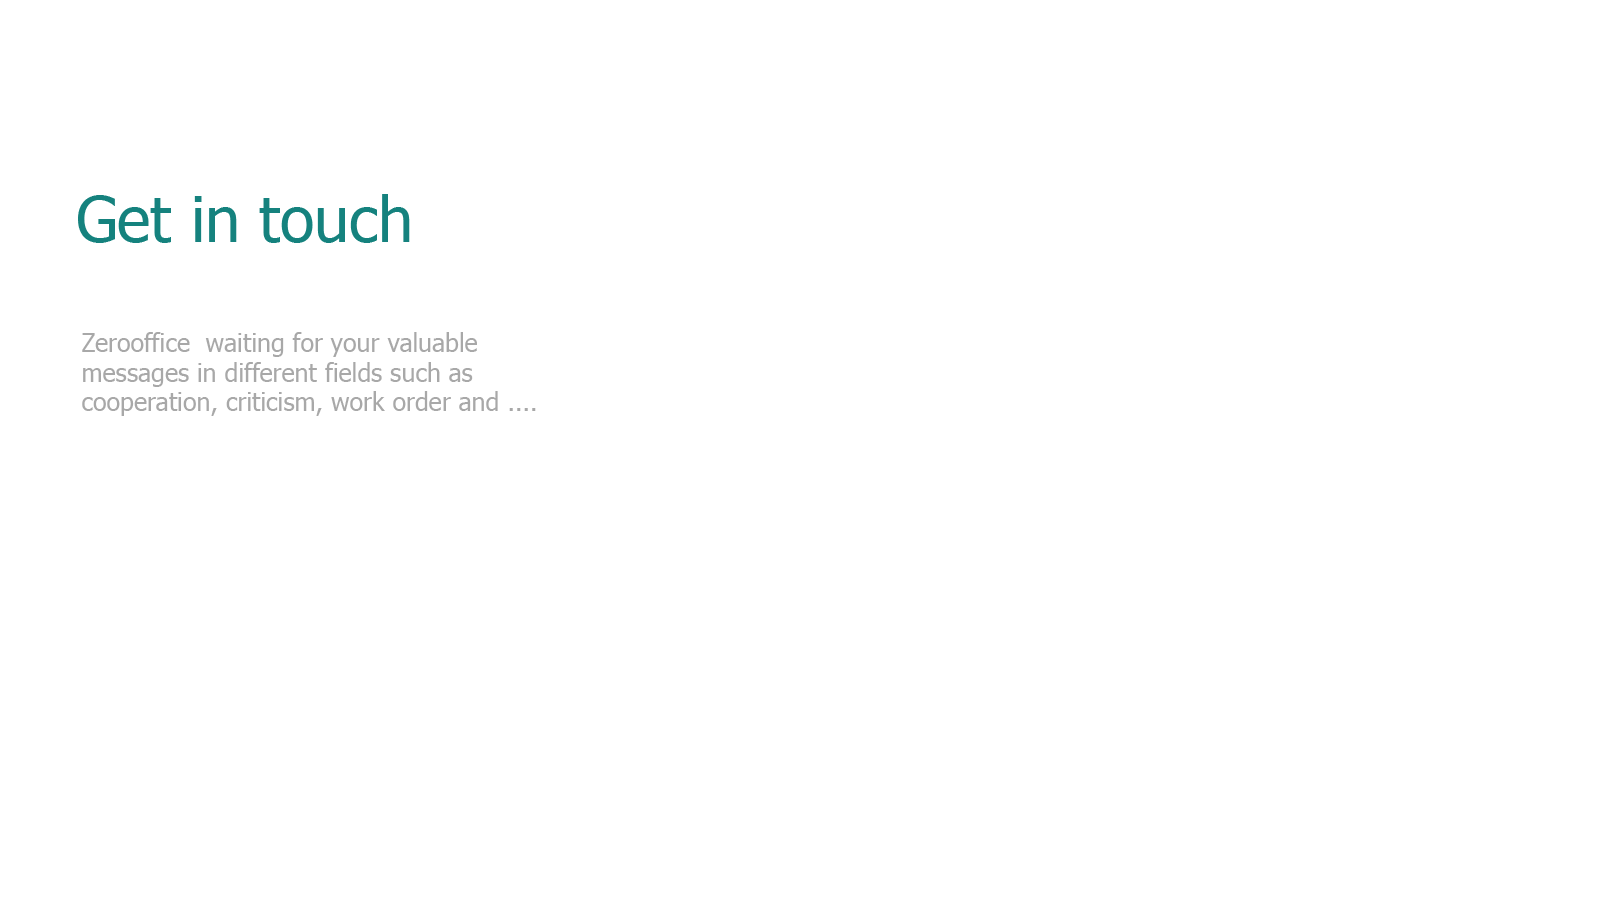 Get in touch
Zerooffice  waiting for your valuable
messages in different fields such as
cooperation, criticism, work order and ....